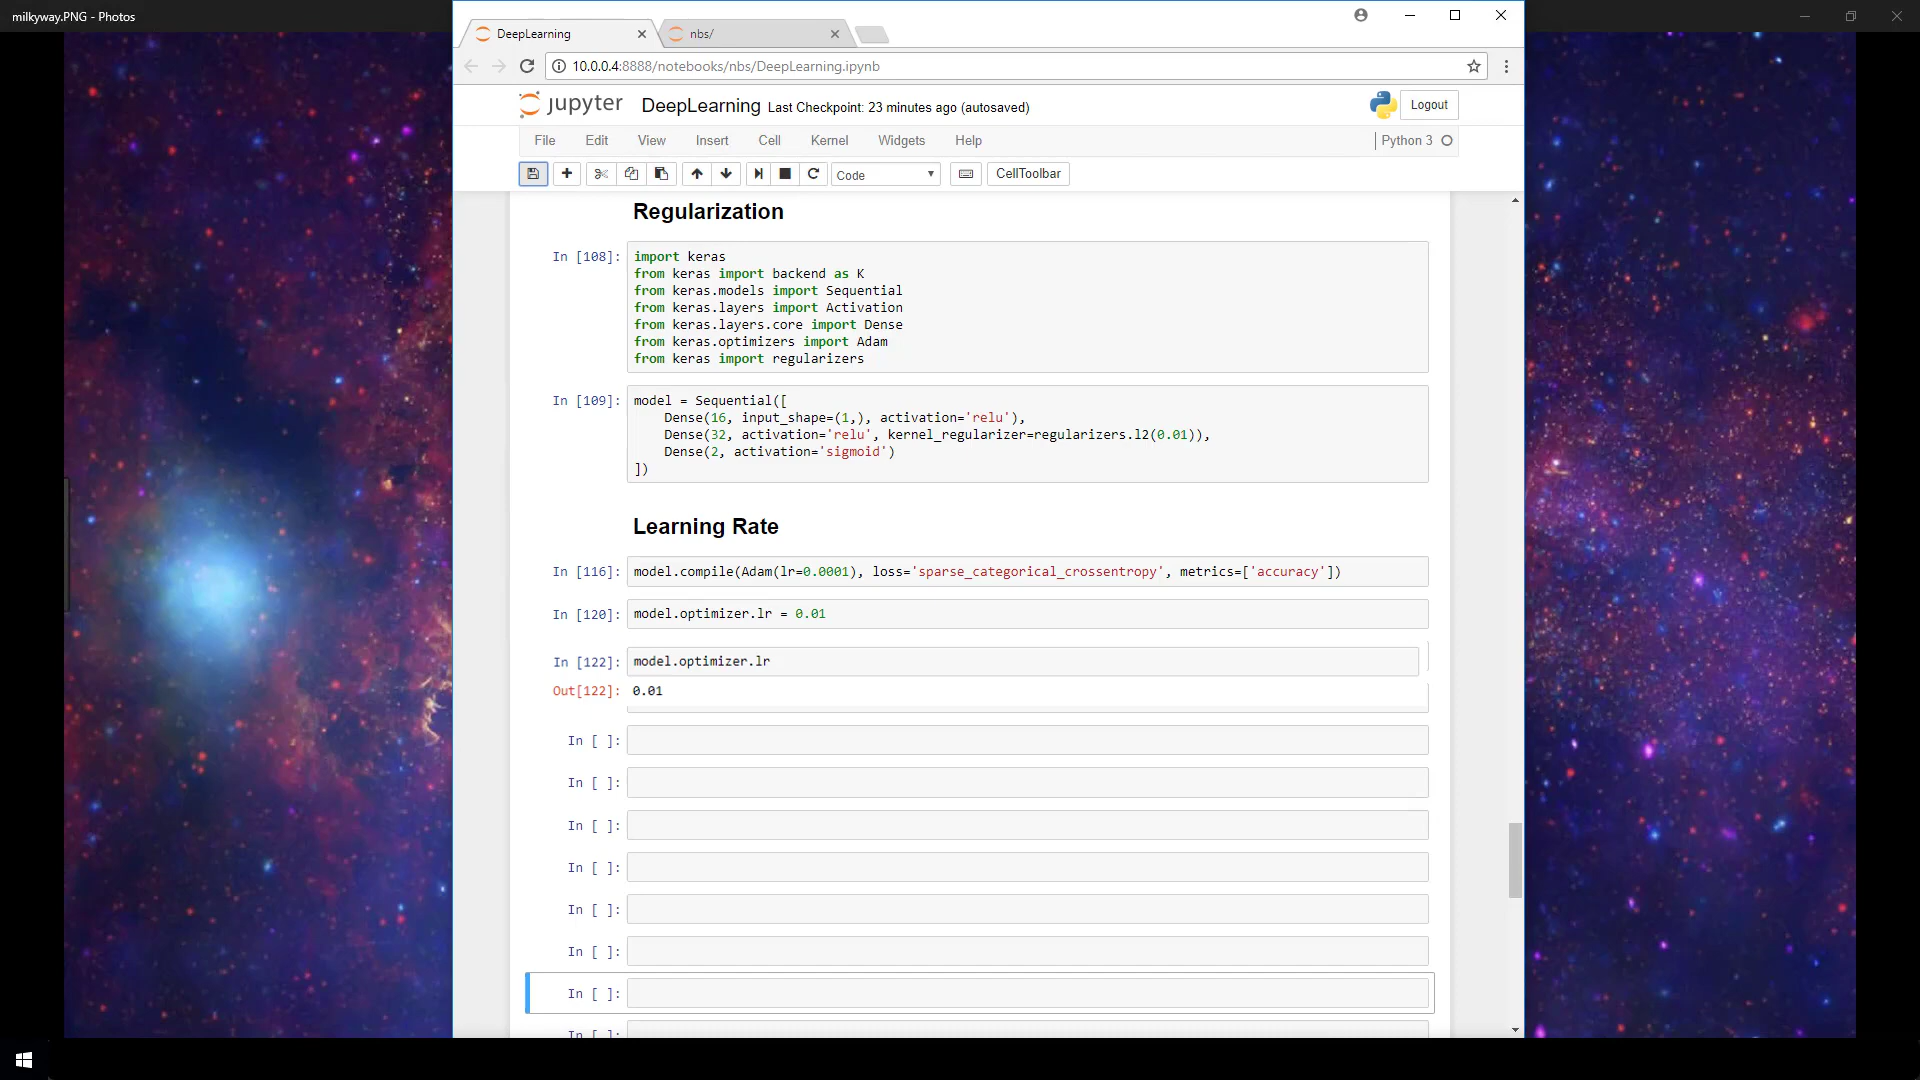 milkyway.PNG - Photos
DeepLearning
nbs/
10.0.0.4:8888/notebooks/nbs/DeepLearning.ipynb
jupyter DeepLearning Last Checkpoint: 23 minutes ago (autosaved)
Logout
File Edit View Insert Cell Kernel Widgets Help
Python 3
Code
CellToolbar
Regularization
In [108]:
import keras
from keras import backend as K
from keras.models import Sequential
from keras.layers import Activation
from keras.layers.core import Dense
from keras.optimizers import Adam
from keras import regularizers
In [109]:
model = Sequential([
    Dense(16, input_shape=(1,), activation='relu'),
    Dense(32, activation='relu', kernel_regularizer=regularizers.l2(0.01)),
    Dense(2, activation='sigmoid')
])
Learning Rate
In [116]: model.compile(Adam(lr=0.0001), loss='sparse_categorical_crossentropy', metrics=['accuracy'])
In [120]: model.optimizer.lr = 0.01
In [122]: model.optimizer.lr
Out[122]: 0.01
In [ ]:
In [ ]:
In [ ]:
In [ ]:
In [ ]:
In [ ]:
In [ ]:
In [ ]: